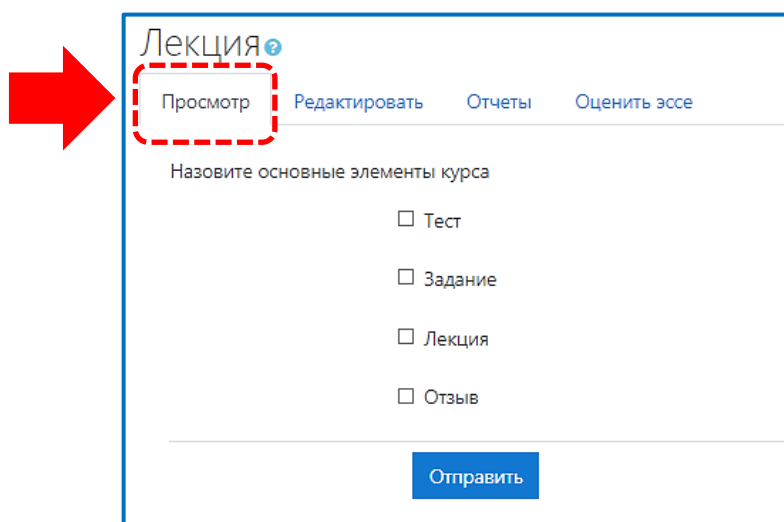 Лекция
Просмотр Редактировать Отчеты Оценить эссе
Назовите основные элементы курса
Тест
Задание
Лекция
Отзыв
Отправить